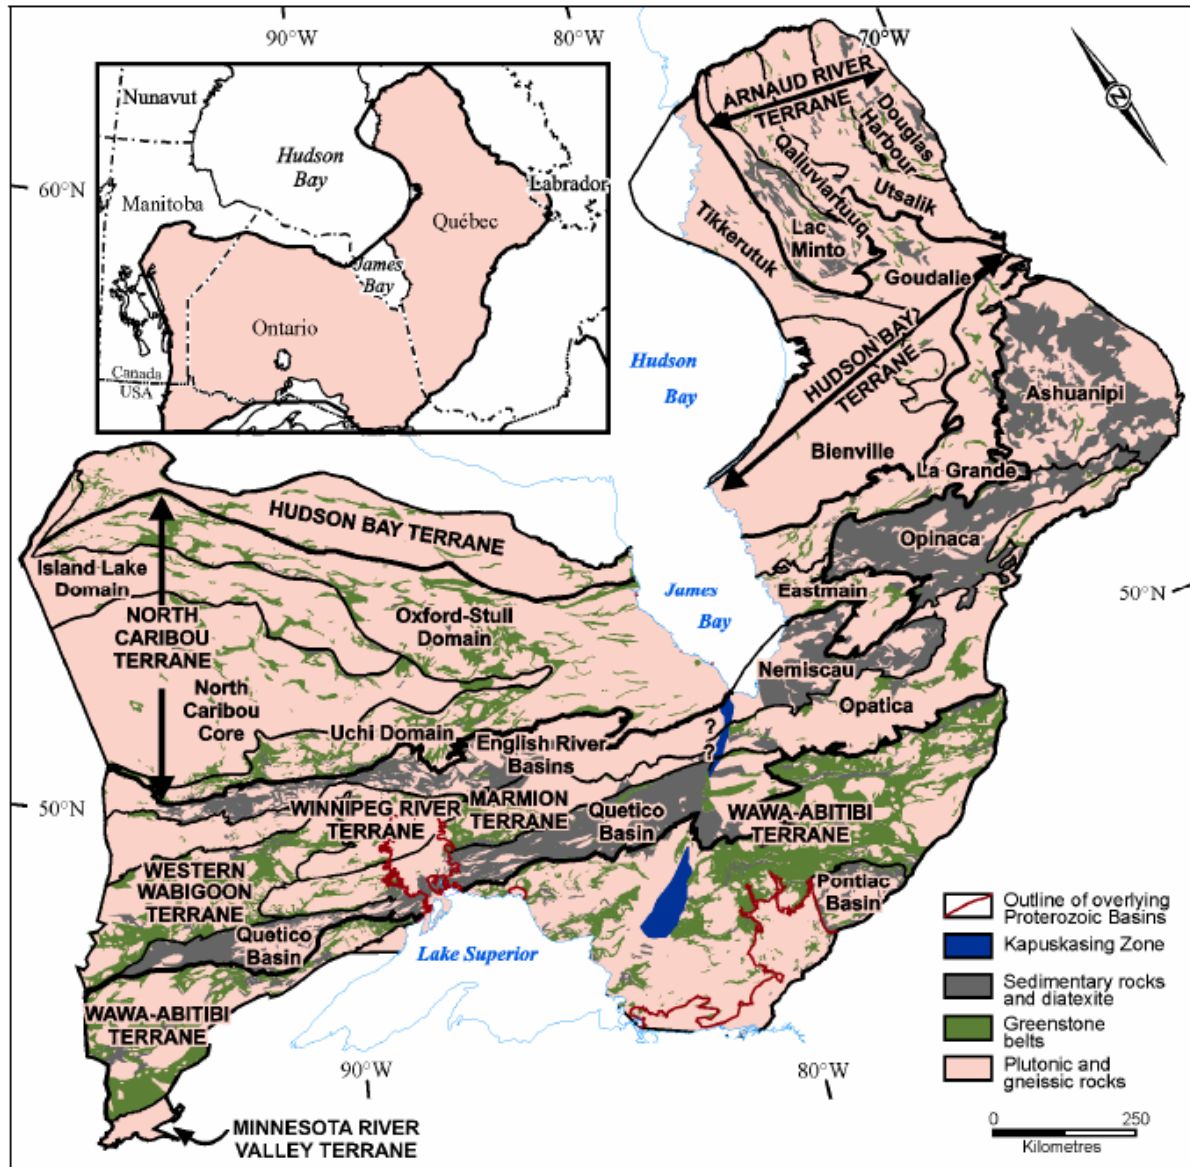 90°W
80°W
70°W
60°N
Nunavut
Hudson
Bay
Manitoba
Labrador
Québec
James
Bay
Ontario
Canada
USA
N
ARNAUD RIVER
TERRANE
Douglas
Harbour
Qalluviartuuq
Utsalik
Tikkerutuk
Lac
Minto
Goudalie
HUDSON BAY
TERRANE
Hudson
Bay
Ashuanipi
Bienville
La Grande
HUDSON BAY TERRANE
Opinaca
Island Lake
Domain
NORTH
CARIBOU
TERRANE
Oxford-Stull
Domain
James
Bay
Eastmain
50°N
North
Caribou
Core
Nemiscau
Opatica
Uchi Domain
English River
Basins
?
?
50°N
WINNIPEG RIVER
TERRANE
MARMION
TERRANE
Quetico
Basin
WAWA-ABITIBI
TERRANE
WESTERN
WABIGOON
TERRANE
Pontiac
Basin
Quetico
Basin
Lake Superior
WAWA-ABITIBI
TERRANE
90°W
80°W
MINNESOTA RIVER
VALLEY TERRANE
Outline of overlying
Proterozoic Basins
Kapuskasing Zone
Sedimentary rocks
and diatexite
Greenstone
belts
Plutonic and
gneissic rocks
0 250
Kilometres